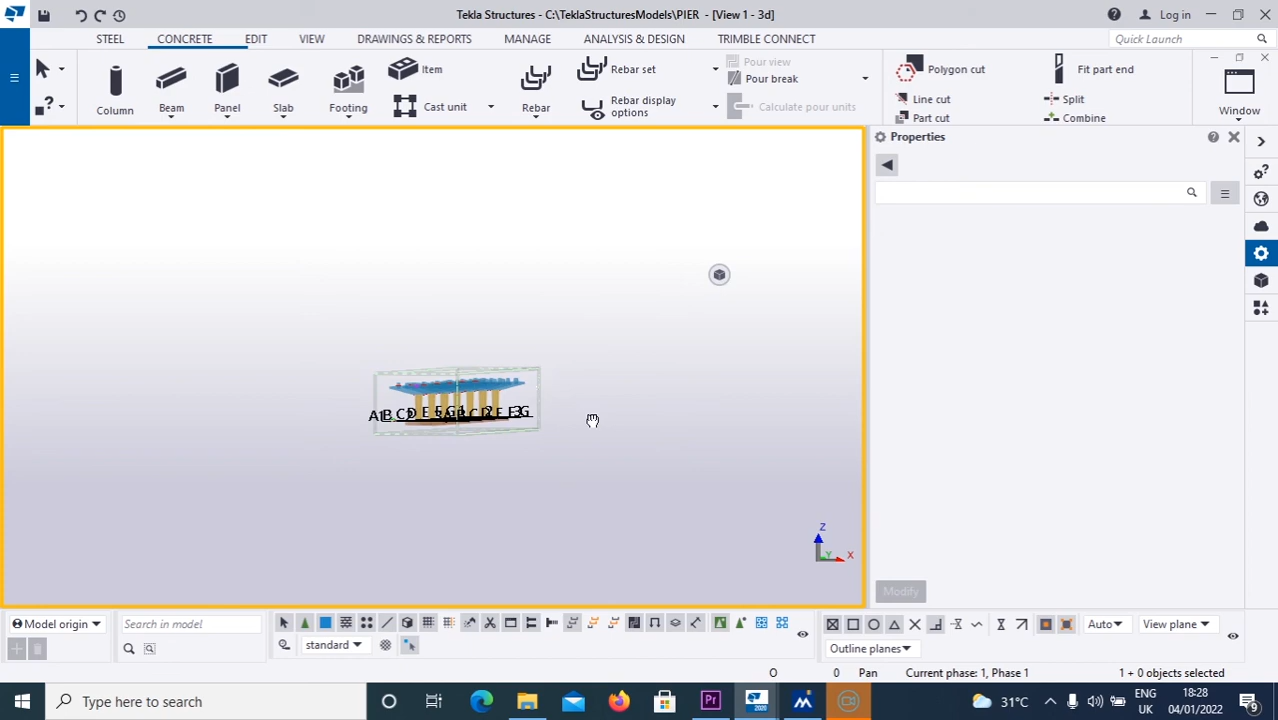 Tekla Structures - C:\TeklaStructuresModels\PIER - [View 1 - 3d]
Log in
STEEL CONCRETE EDIT VIEW DRAWINGS & REPORTS MANAGE ANALYSIS & DESIGN TRIMBLE CONNECT
Quick Launch
Column
Beam
Panel
Slab
Footing
Item
Cast unit
Rebar
Rebar set
Rebar display
options
Pour view
Pour break
Calculate pour units
Polygon cut
Line cut
Part cut
Fit part end
Split
Combine
Window
Properties
Z
Y
X
Modify
Model origin
Search in model
standard
Auto
View plane
Outline planes
O 0 Pan Current phase: 1, Phase 1 1 + 0 objects selected
Type here to search
Pr
2020
31°C
ENG
UK
18:28
04/01/2022
9